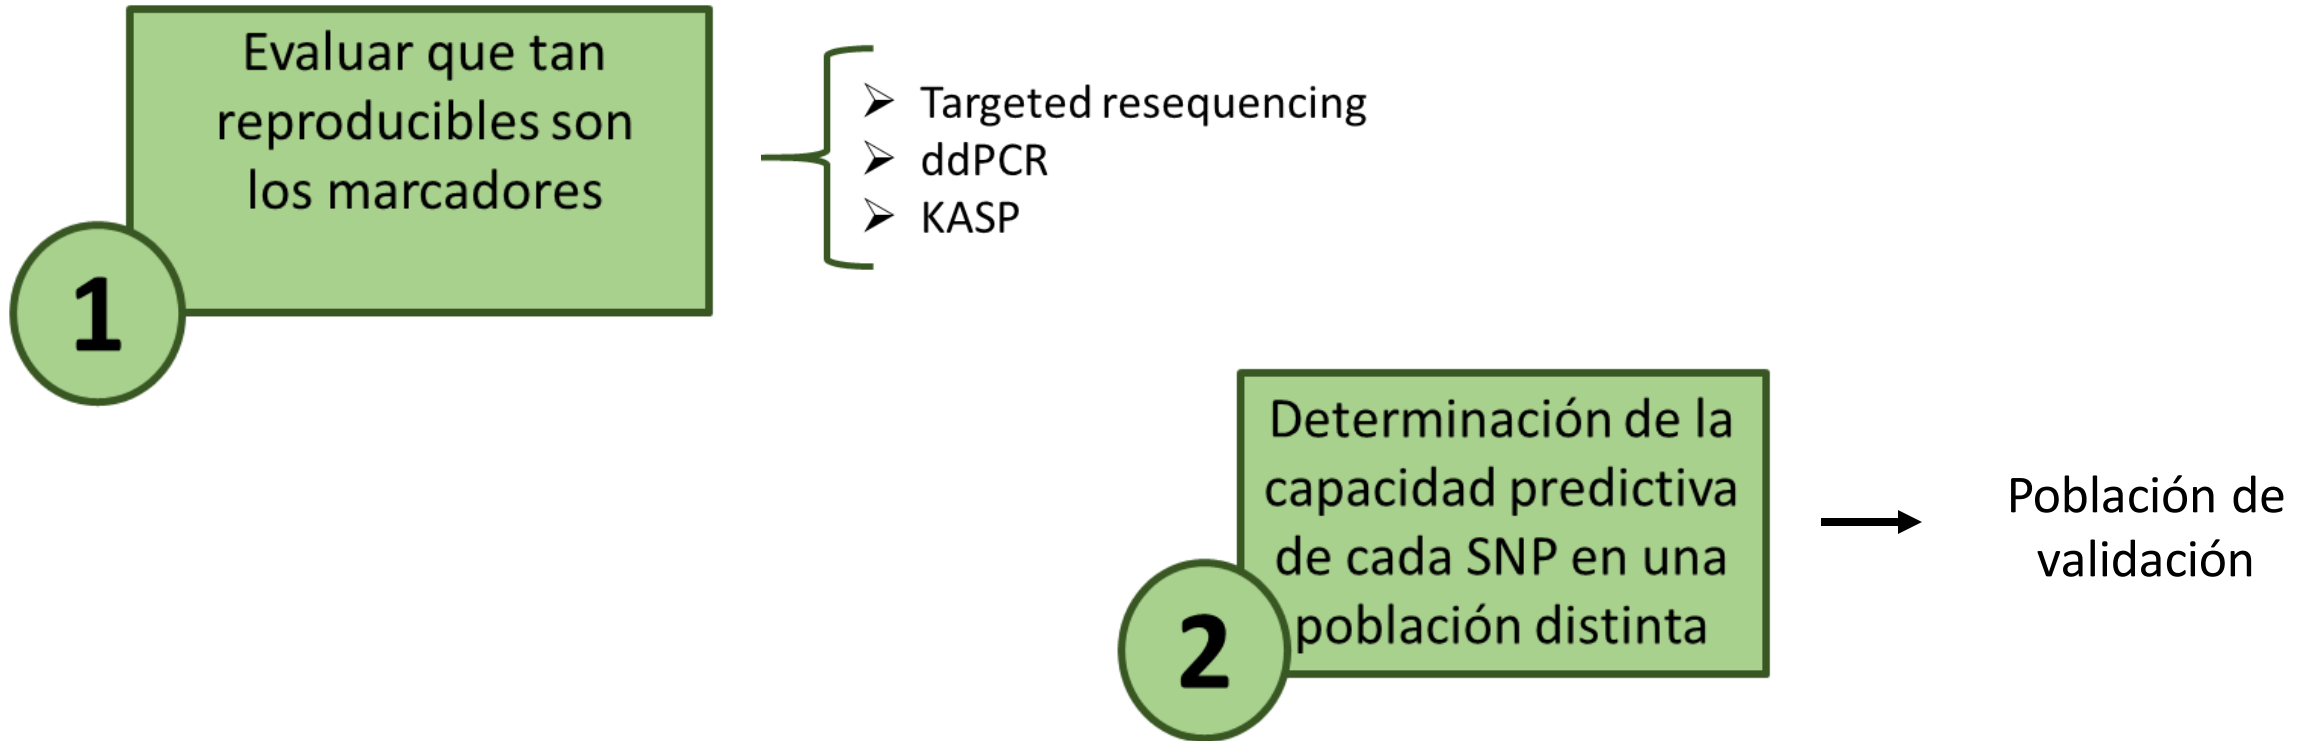 Evaluar que tan
reproducibles son
los marcadores
1
Targeted resequencing
ddPCR
KASP
Determinación de la
capacidad predictiva
de cada SNP en una
población distinta
2
Población de
validación